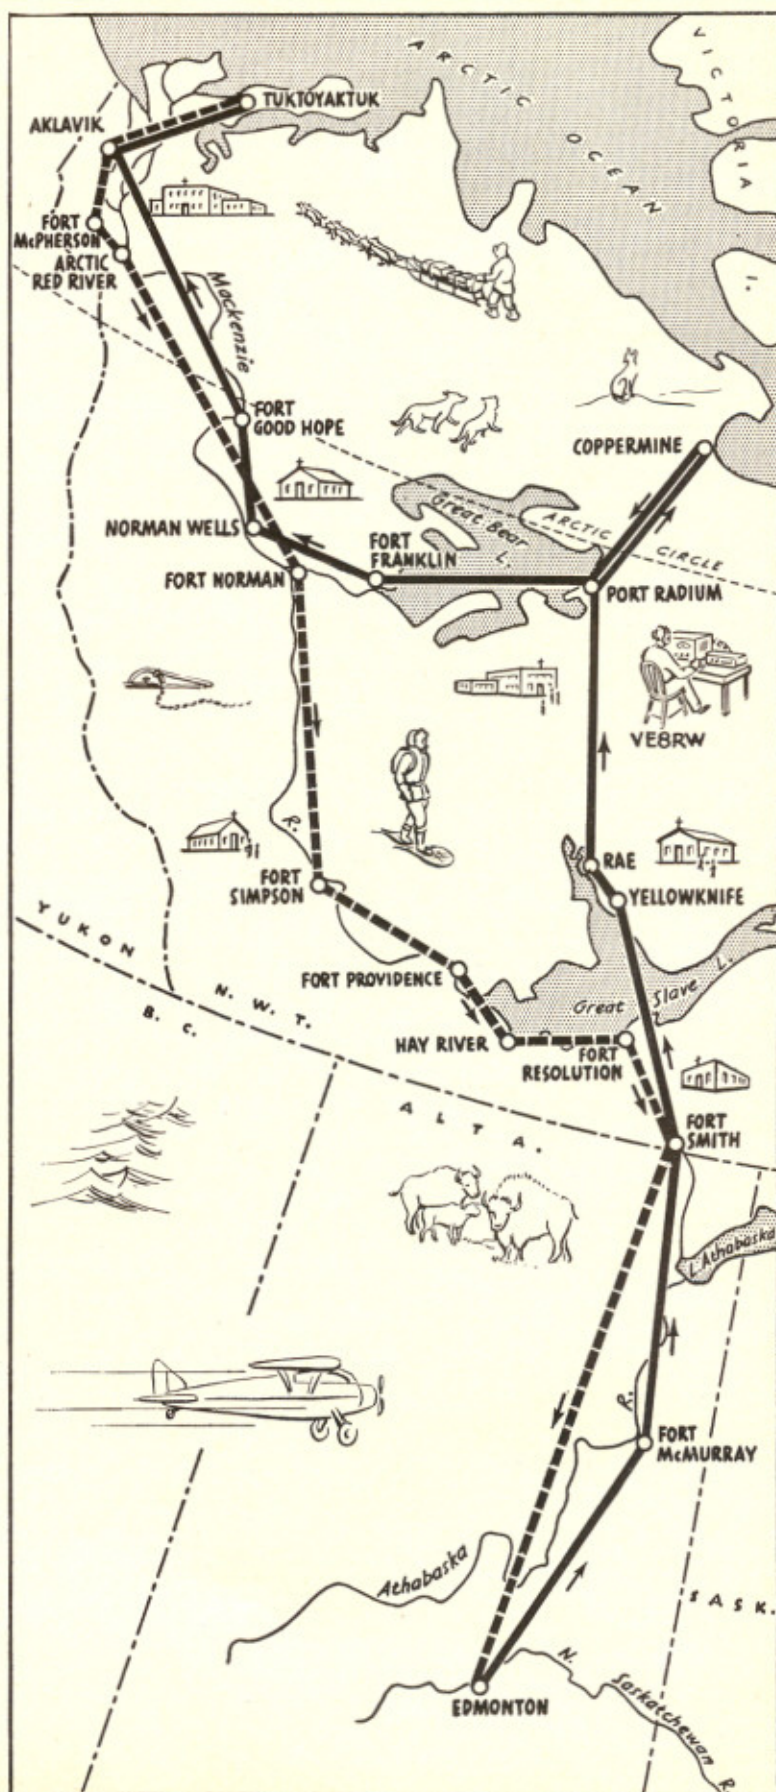 ARCTIC OCEAN
VICTORIA I.
TUKTOYAKTUK
AKLAVIK
FORT
McPHERSON
ARCTIC
RED RIVER
Mackenzie
FORT
GOOD HOPE
COPPERMINE
Great Bear
L.
ARCTIC CIRCLE
NORMAN WELLS
FORT
FRANKLIN
FORT NORMAN
PORT RADIUM
VE8RW
R.
RAE
FORT
SIMPSON
YELLOWKNIFE
YUKON
N.W.T.
FORT PROVIDENCE
Great Slave L.
B.C.
HAY RIVER
FORT
RESOLUTION
ALTA.
FORT
SMITH
L Athabaska
R.
FORT
McMURRAY
Athabaska
SASK.
N. Saskatchewan R.
EDMONTON